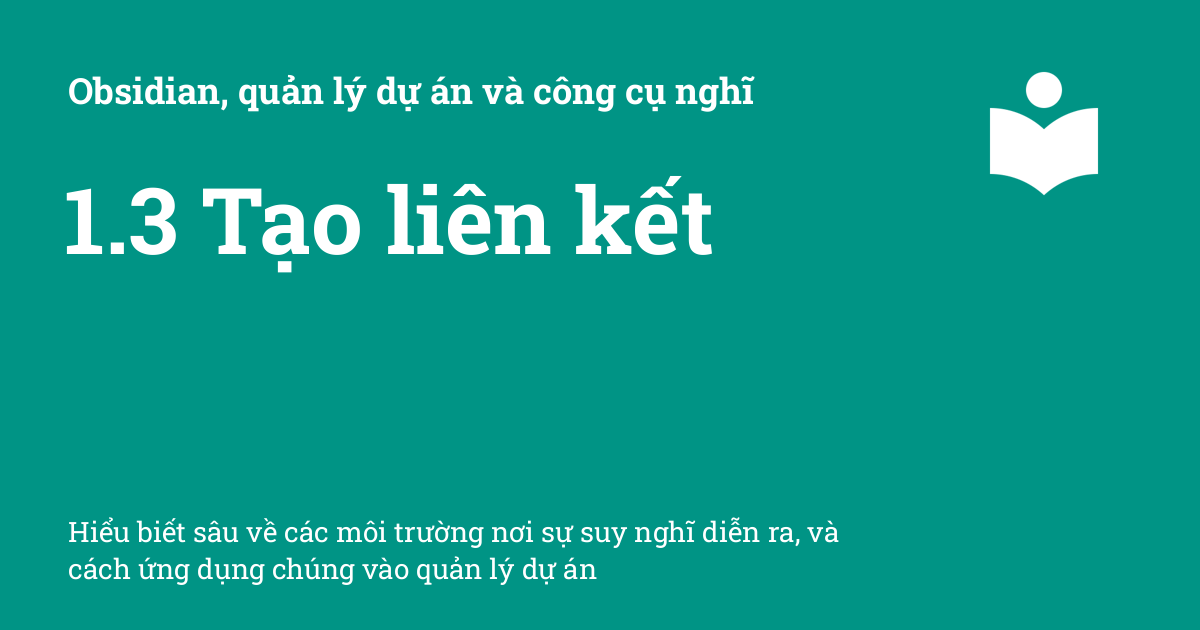 Obsidian, quản lý dự án và công cụ nghĩ
1.3 Tạo liên kết
Hiểu biết sâu về các môi trường nơi sự suy nghĩ diễn ra, và
cách ứng dụng chúng vào quản lý dự án